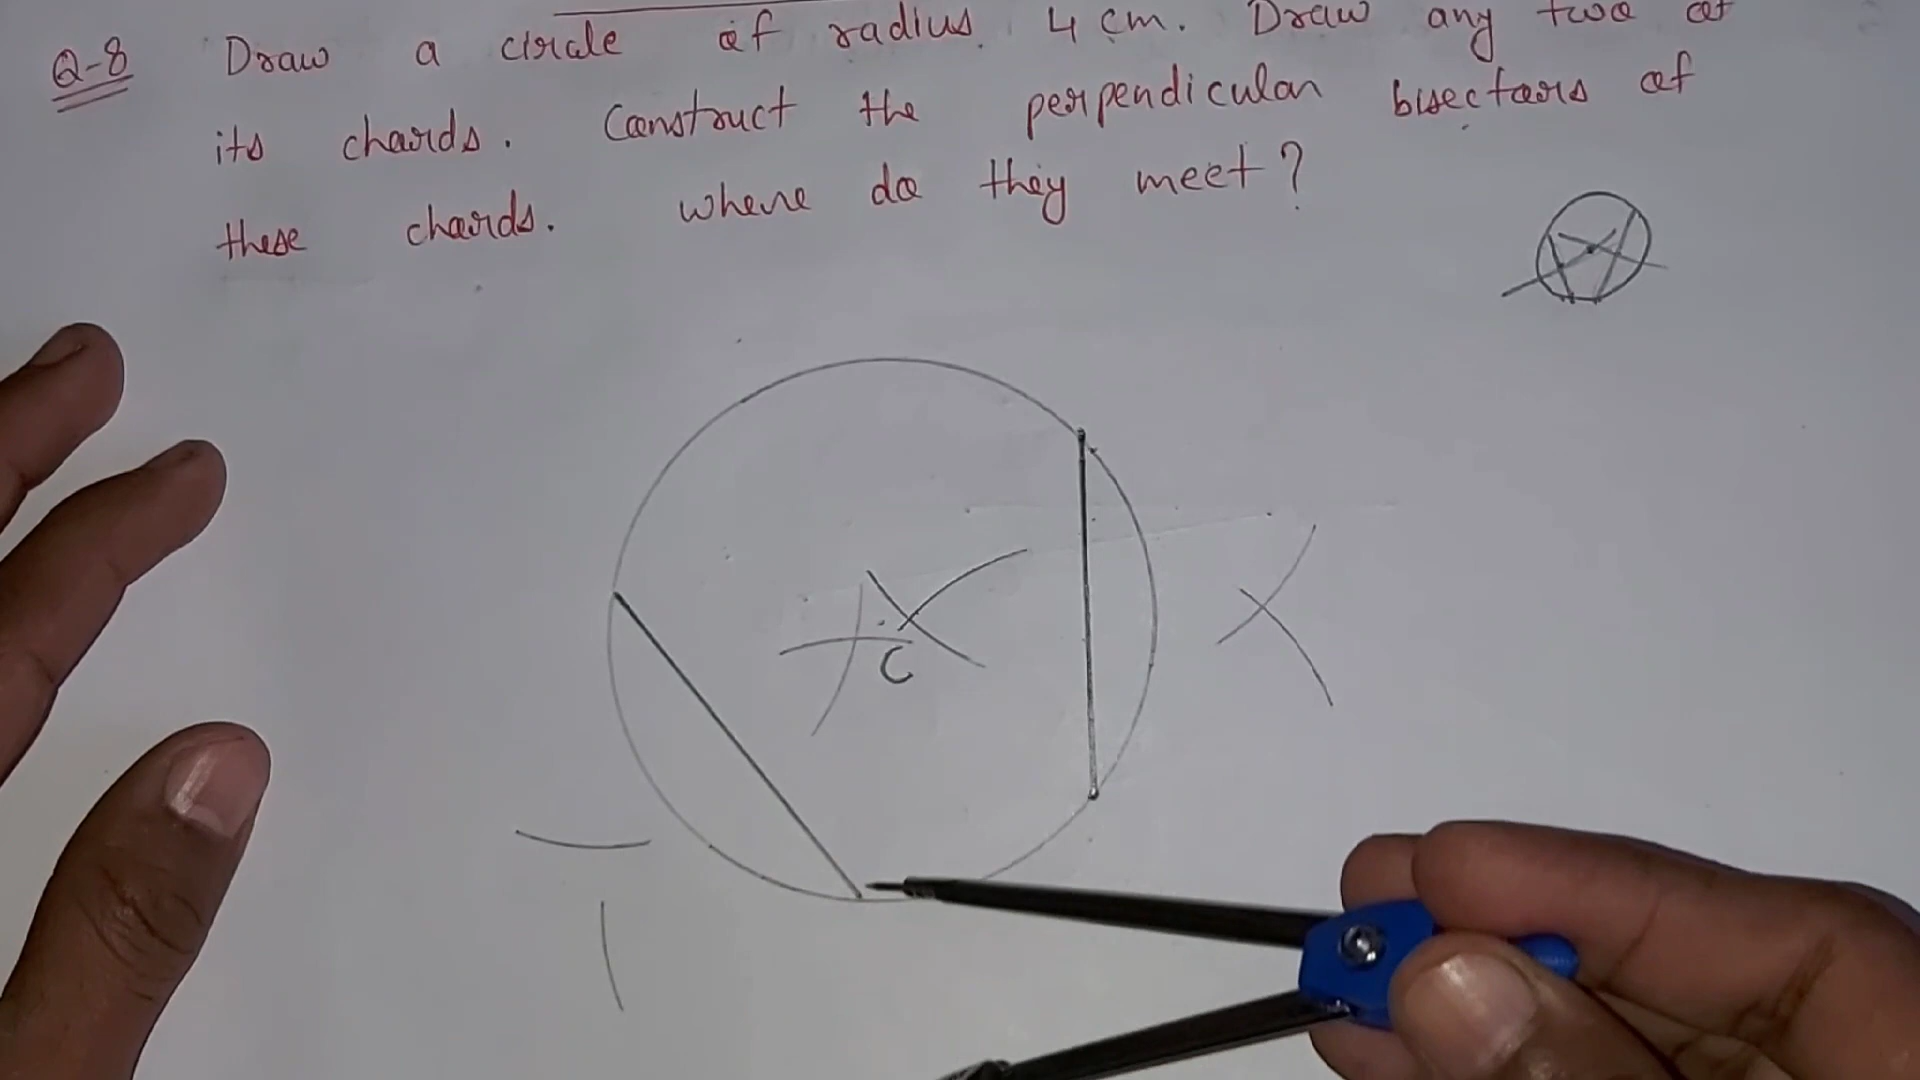 Q-8 Draw a circle of radius 4 cm. Draw any two of
its chords. Construct the perpendicular bisectors of
these chords. where do they meet?
C